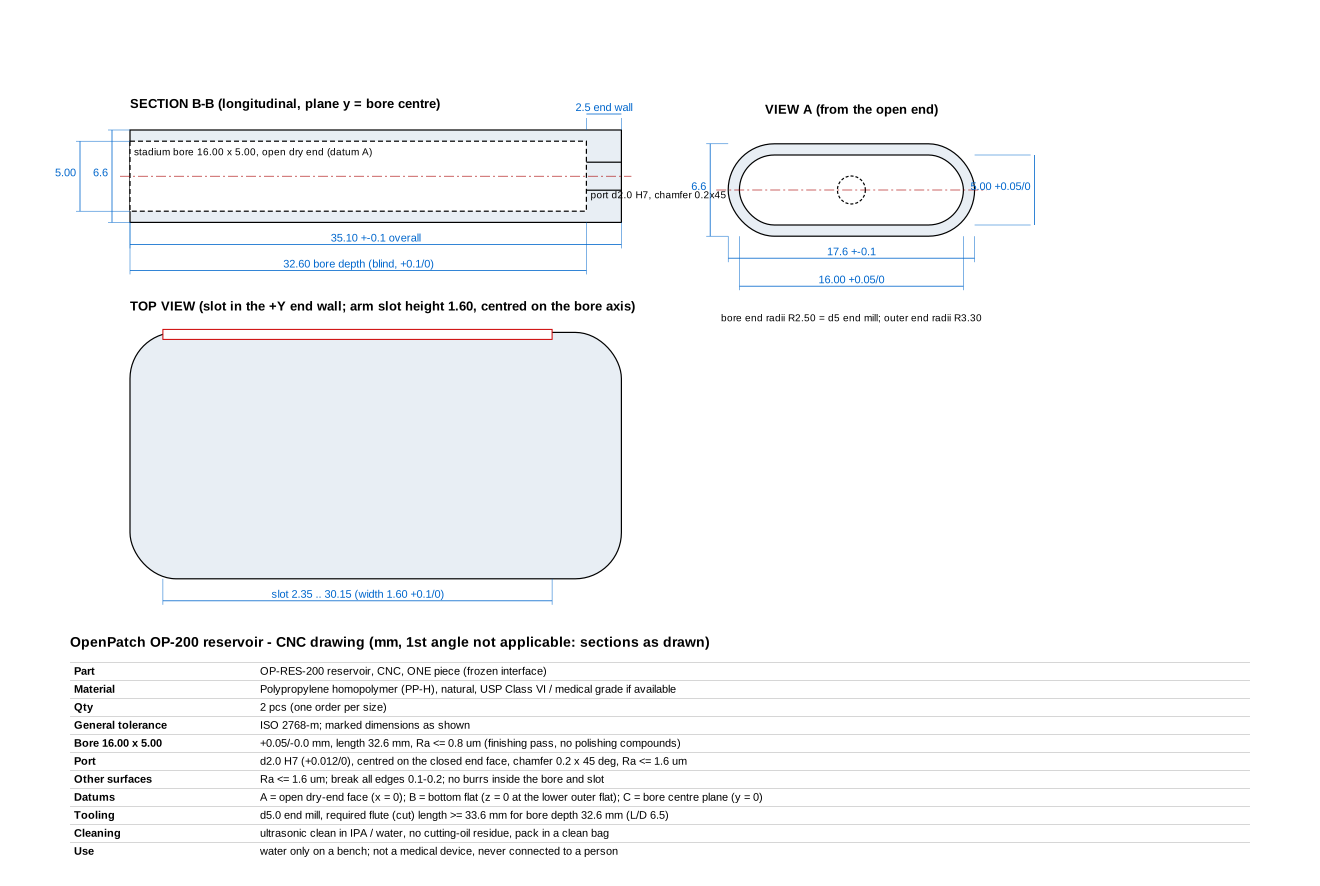 SECTION B-B (longitudinal, plane y = bore centre)
2.5 end wall
VIEW A (from the open end)
stadium bore 16.00 x 5.00, open dry end (datum A)
5.00
6.6
port d2.0 H7, chamfer 0.2x45
6.6
5.00 +0.05/0
35.10 +-0.1 overall
32.60 bore depth (blind, +0.1/0)
17.6 +-0.1
16.00 +0.05/0
TOP VIEW (slot in the +Y end wall; arm slot height 1.60, centred on the bore axis)
bore end radii R2.50 = d5 end mill; outer end radii R3.30
slot 2.35 .. 30.15 (width 1.60 +0.1/0)
OpenPatch OP-200 reservoir - CNC drawing (mm, 1st angle not applicable: sections as drawn)
Part OP-RES-200 reservoir, CNC, ONE piece (frozen interface)
Material Polypropylene homopolymer (PP-H), natural, USP Class VI / medical grade if available
Qty 2 pcs (one order per size)
General tolerance ISO 2768-m; marked dimensions as shown
Bore 16.00 x 5.00 +0.05/-0.0 mm, length 32.6 mm, Ra <= 0.8 um (finishing pass, no polishing compounds)
Port d2.0 H7 (+0.012/0), centred on the closed end face, chamfer 0.2 x 45 deg, Ra <= 1.6 um
Other surfaces Ra <= 1.6 um; break all edges 0.1-0.2; no burrs inside the bore and slot
Datums A = open dry-end face (x = 0); B = bottom flat (z = 0 at the lower outer flat); C = bore centre plane (y = 0)
Tooling d5.0 end mill, required flute (cut) length >= 33.6 mm for bore depth 32.6 mm (L/D 6.5)
Cleaning ultrasonic clean in IPA / water, no cutting-oil residue, pack in a clean bag
Use water only on a bench; not a medical device, never connected to a person